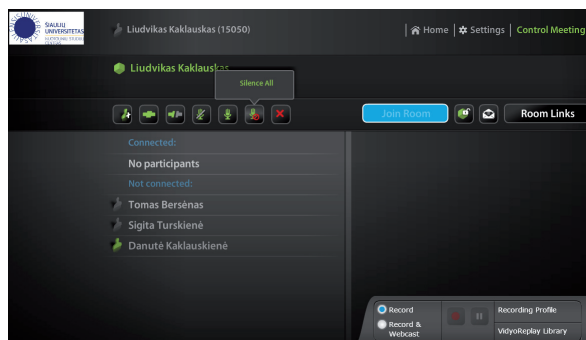 ŠIAULIŲ
UNIVERSITETAS
Liudvikas Kaklauskas (15050)
Home
Settings
Control Meeting
Liudvikas Kaklauskas
Silence All
Join Room
Room Links
Connected:
No participants
Not connected:
Tomas Bersėnas
Sigita Turskienė
Danutė Kaklauskienė
Record
Recording Profile
Record &
Webcast
VidyoReplay Library